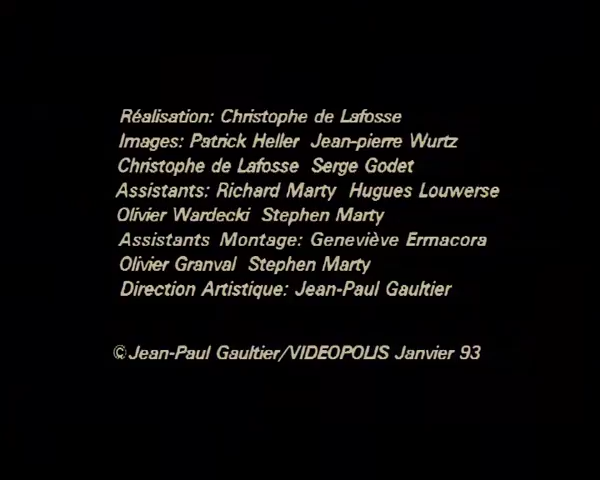 Réalisation: Christophe de Lafosse
Images: Patrick Heller Jean-pierre Wurtz
Christophe de Lafosse Serge Godet
Assistants: Richard Marty Hugues Louwerse
Olivier Wardecki Stephen Marty
Assistants Montage: Geneviève Ermacora
Olivier Granval Stephen Marty
Direction Artistique: Jean-Paul Gaultier
©Jean-Paul Gaultier/VIDEOPOLIS Janvier 93